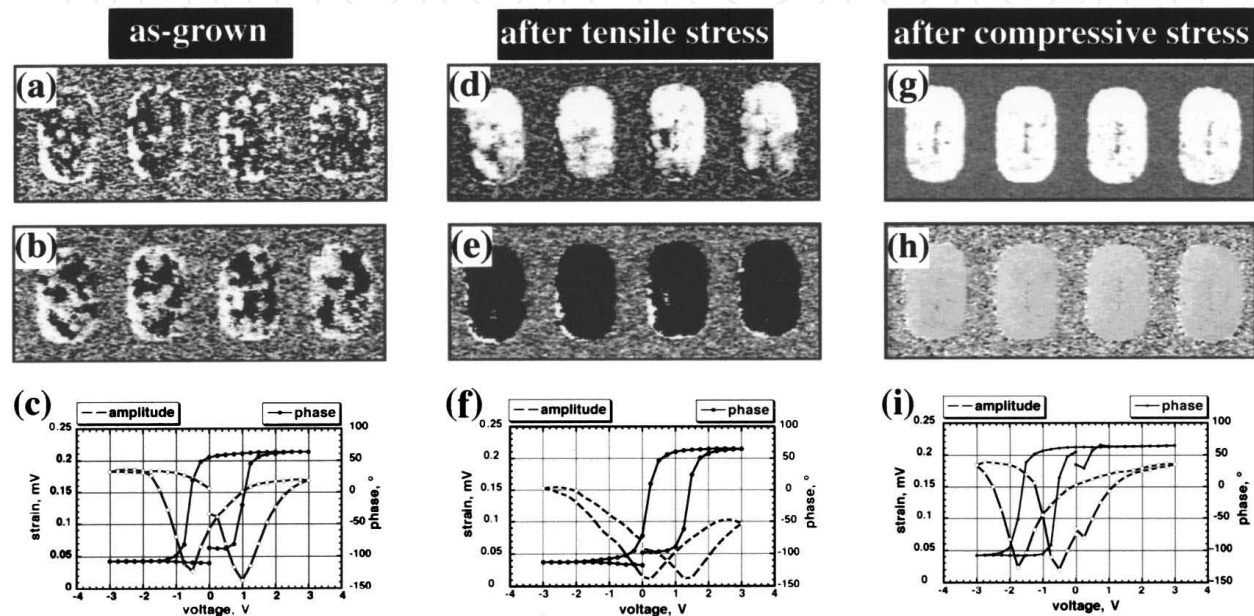 as-grown
after tensile stress
after compressive stress
(a)
(d)
(g)
(b)
(e)
(h)
(c)
amplitude
phase
0.25
0.2
0.15
0.1
0.05
0
100
50
0
-50
-100
-150
strain, mV
phase, °
-4 -3 -2 -1 0 1 2 3 4
voltage, V
(f)
amplitude
phase
0.25
0.2
0.15
0.1
0.05
0
100
50
0
-50
-100
-150
strain, mV
phase, °
-4 -3 -2 -1 0 1 2 3 4
voltage, V
(i)
amplitude
phase
0.25
0.2
0.15
0.1
0.05
0
100
50
0
-50
-100
-150
strain, mV
phase, °
-4 -3 -2 -1 0 1 2 3 4
voltage, V